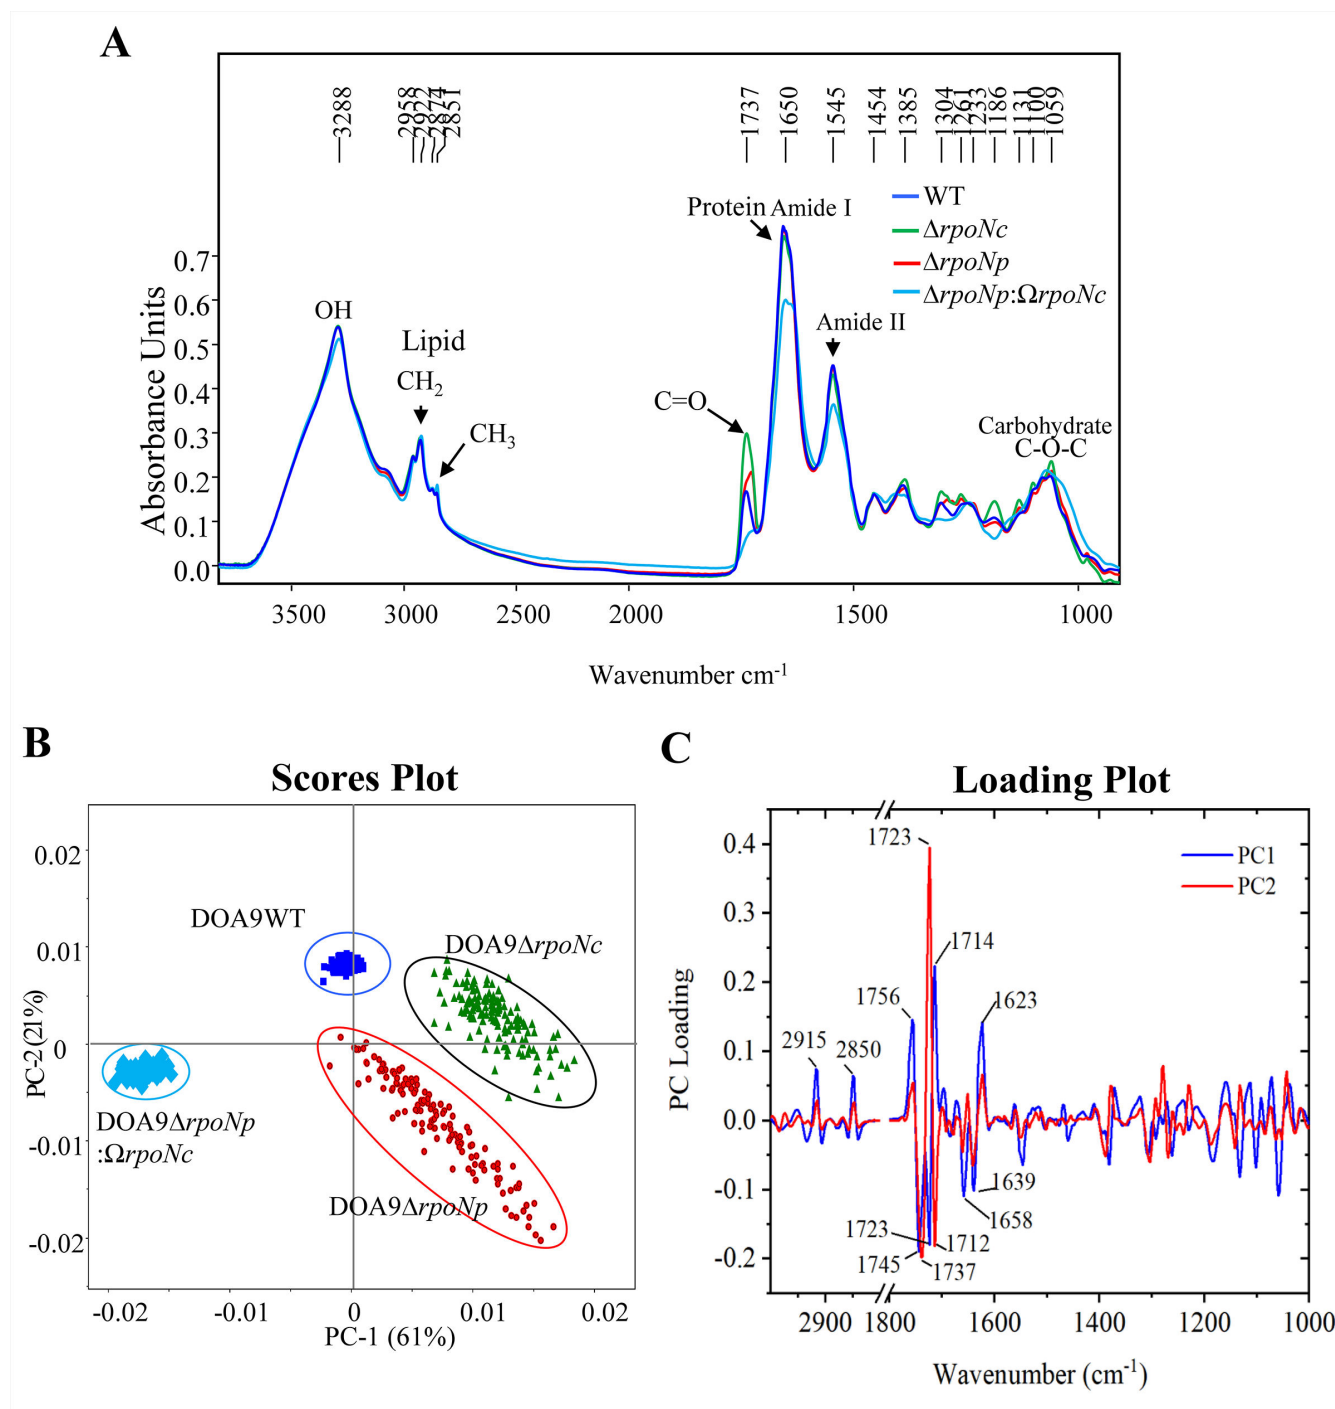 A
3288
2958
2922
2874
2851
1737
1650
1545
1454
1385
1304
1261
1233
1186
1131
1100
1059
WT
ΔrpoNc
ΔrpoNp
ΔrpoNp:ΩrpoNc
Protein Amide I
Amide II
OH
Lipid
CH2
CH3
C=O
Carbohydrate
C-O-C
Absorbance Units
0.7
0.6
0.5
0.4
0.3
0.2
0.1
0.0
3500 3000 2500 2000 1500 1000
Wavenumber cm-1
B
Scores Plot
DOA9WT
DOA9ΔrpoNc
DOA9ΔrpoNp
:ΩrpoNc
DOA9ΔrpoNp
PC-2 (21%)
0.02
0.01
0
-0.01
-0.02
-0.02 -0.01 0 0.01 0.02
PC-1 (61%)
C
Loading Plot
PC1
PC2
1723
1714
1756
1623
2915
2850
1639
1658
1723
1712
1745
1737
PC Loading
0.4
0.3
0.2
0.1
0.0
-0.1
-0.2
2900 1800 1600 1400 1200 1000
Wavenumber (cm-1)